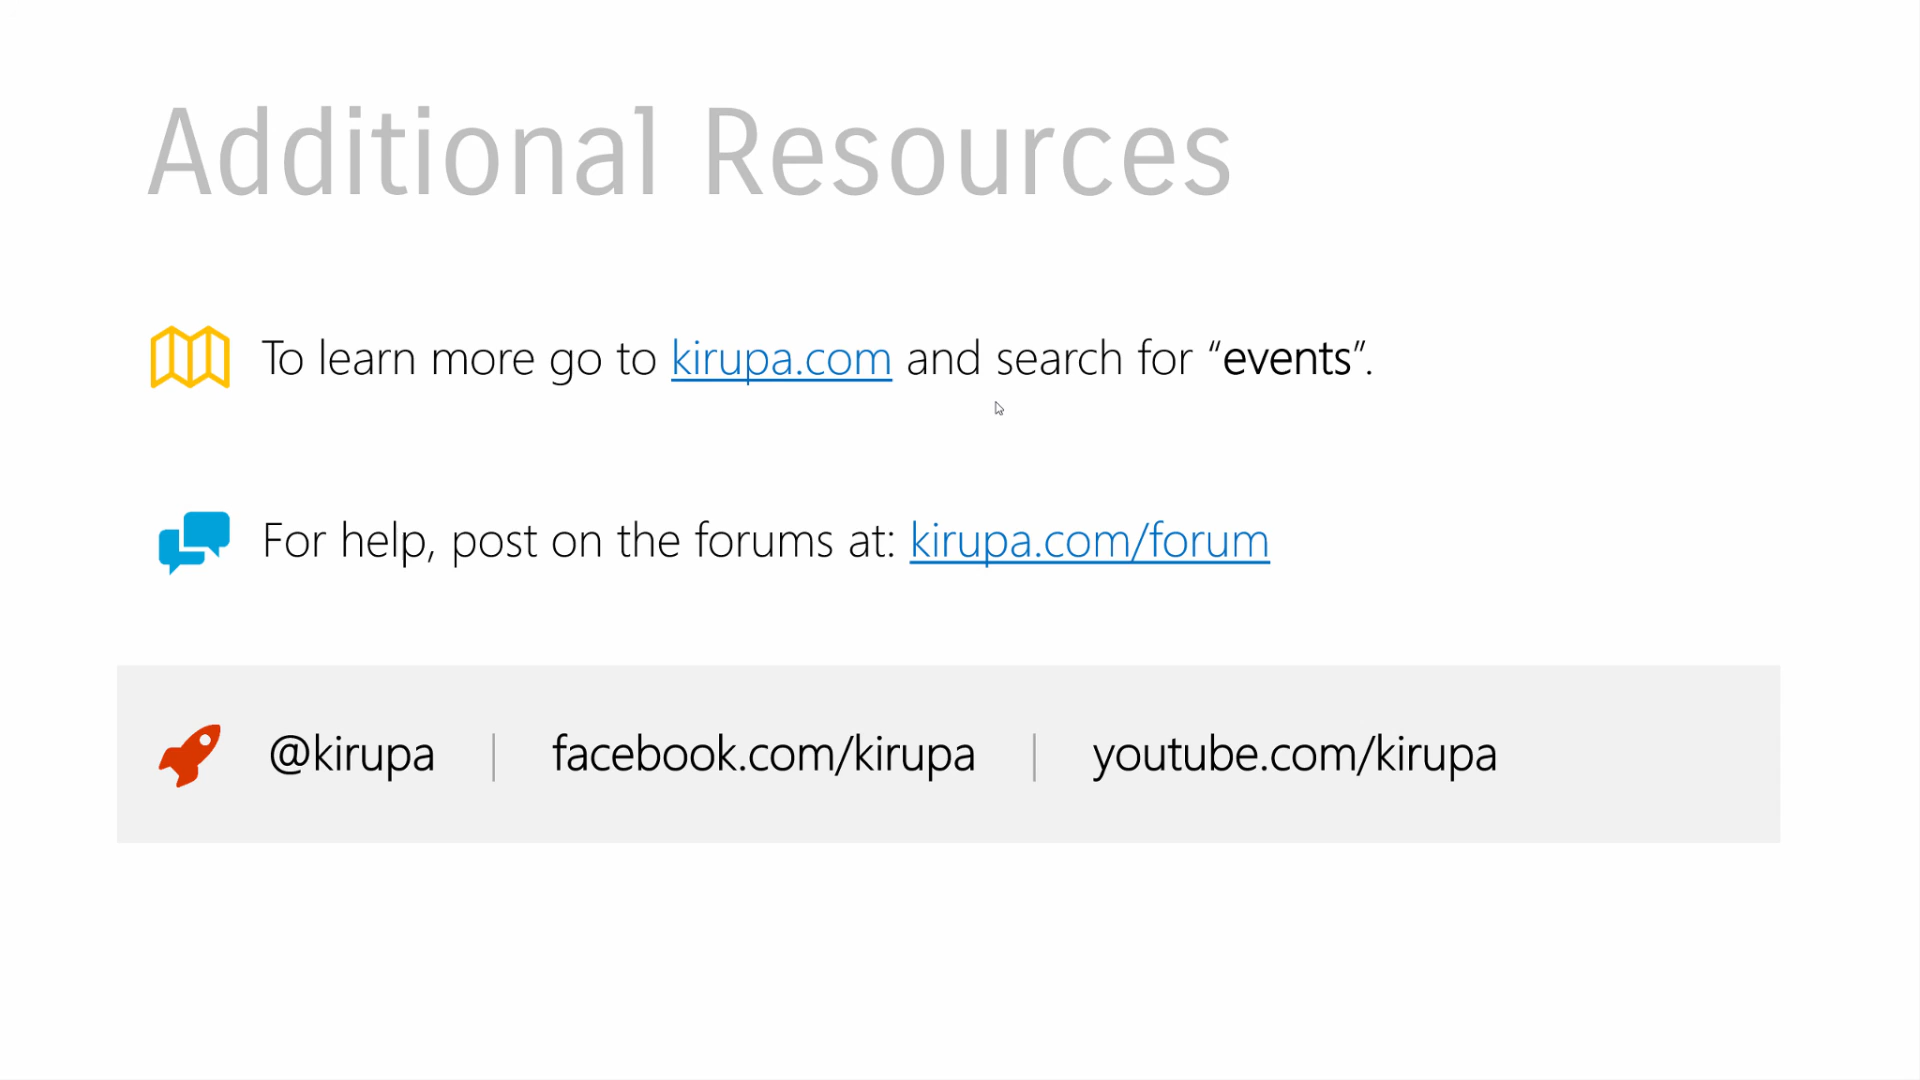 Additional Resources
To learn more go to kirupa.com and search for “events”.
For help, post on the forums at: kirupa.com/forum
@kirupa | facebook.com/kirupa | youtube.com/kirupa